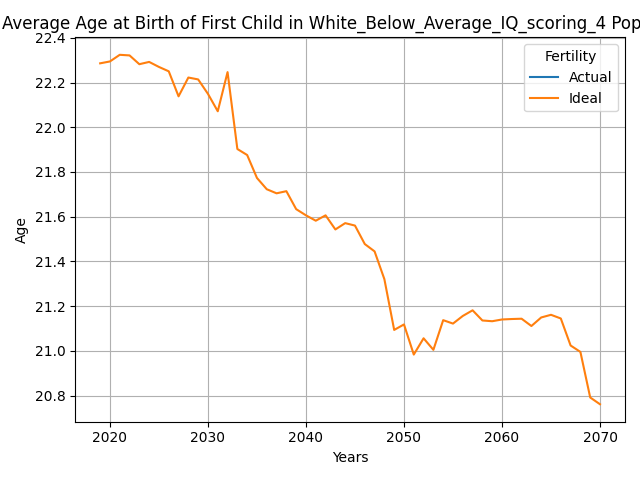 Average Age at Birth of First Child in White_Below_Average_IQ_scoring_4 Pop
22.4
22.2
22.0
21.8
21.6
21.4
21.2
21.0
20.8
Age
Fertility
Actual
Ideal
2020 2030 2040 2050 2060 2070
Years